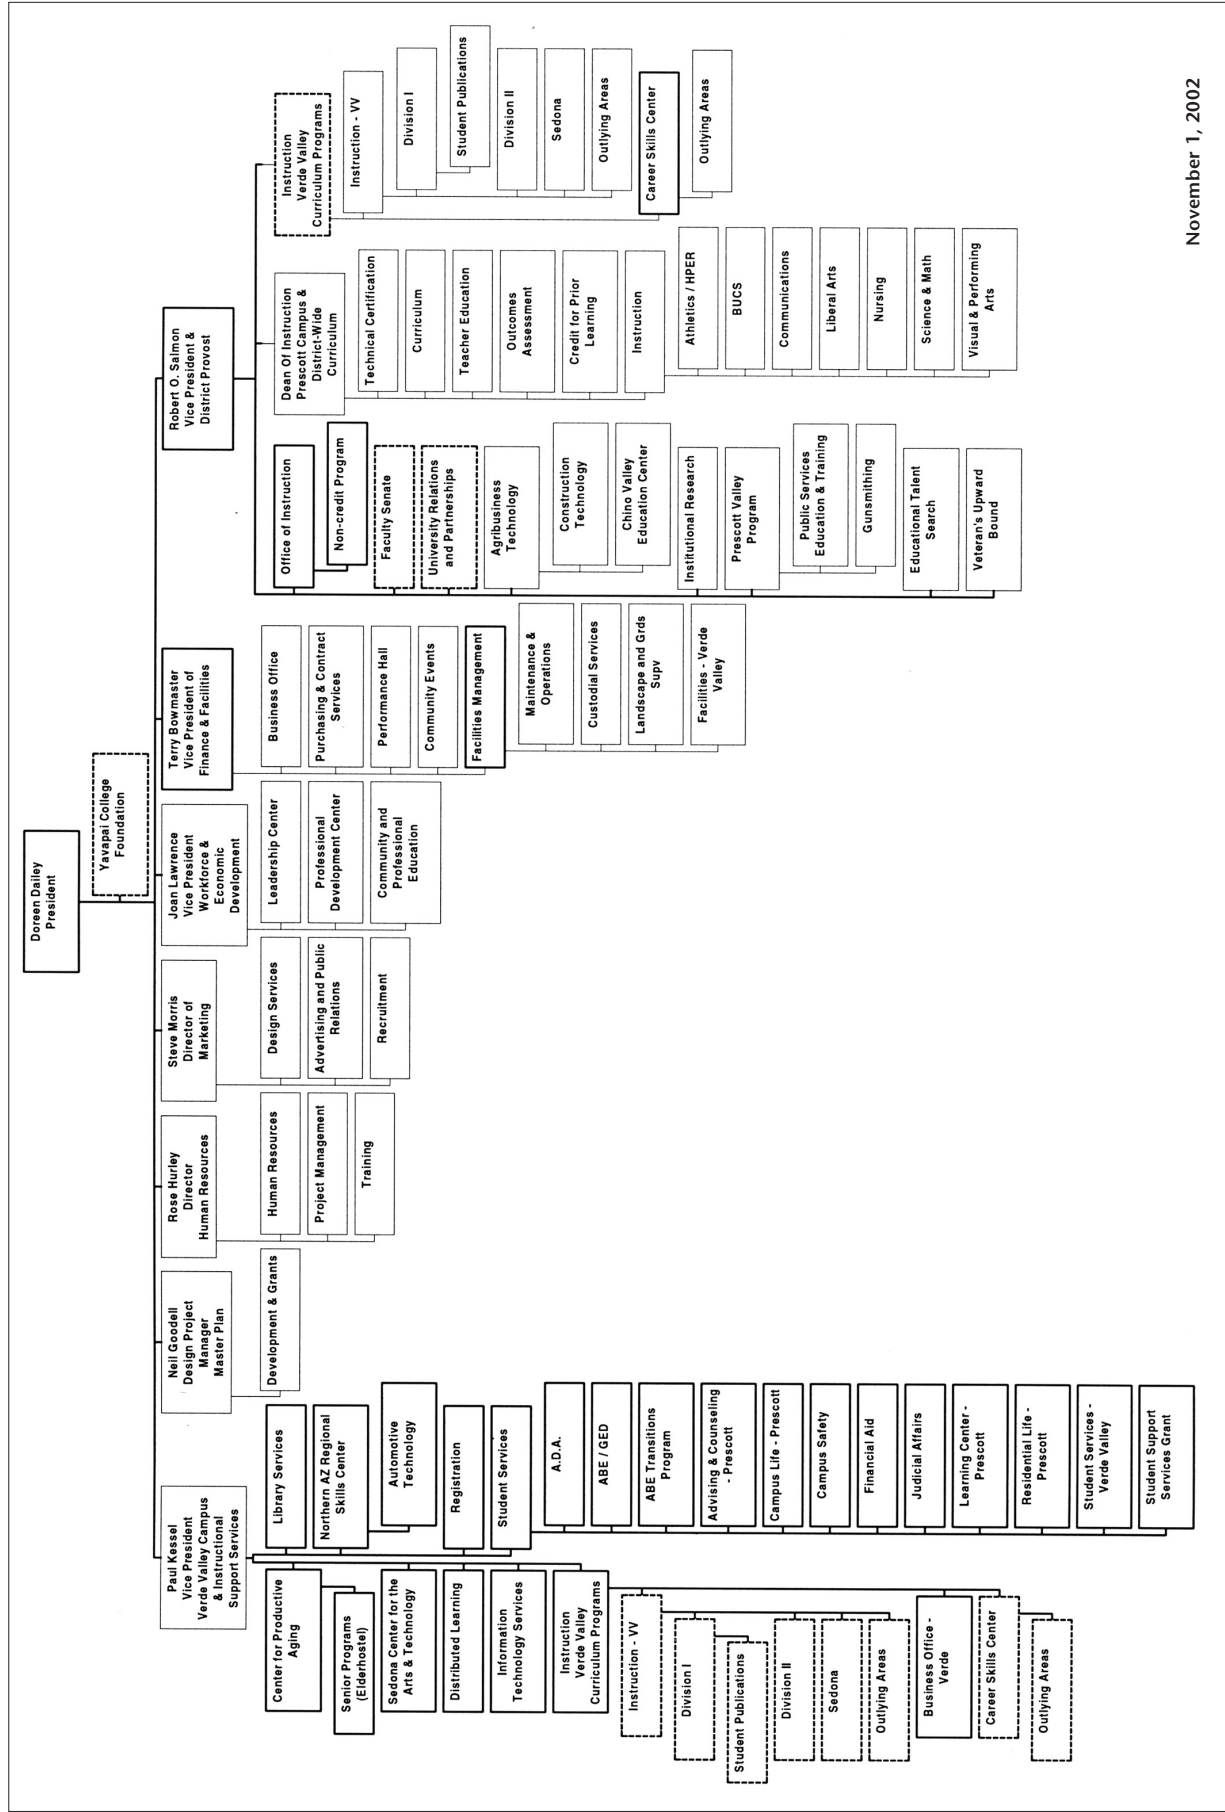 Doreen Dailey
President
Yavapai College
Foundation
Paul Kessel
Vice President
Verde Valley Campus
& Instructional
Support Services
Center for Productive
Aging
Senior Programs
(Elderhostel)
Sedona Center for the
Arts & Technology
Distributed Learning
Information
Technology Services
Instruction
Verde Valley
Curriculum Programs
Instruction - VV
Division I
Student Publications
Division II
Sedona
Outlying Areas
Business Office -
Verde
Career Skills Center
Outlying Areas
Library Services
Northern AZ Regional
Skills Center
Automotive
Technology
Registration
Student Services
A.D.A.
ABE / GED
ABE Transitions
Program
Advising & Counseling
- Prescott
Campus Life - Prescott
Campus Safety
Financial Aid
Judicial Affairs
Learning Center -
Prescott
Residential Life -
Prescott
Student Services -
Verde Valley
Student Support
Services Grant
Neil Goodell
Design Project
Manager
Master Plan
Development & Grants
Rose Hurley
Director
Human Resources
Human Resources
Project Management
Training
Steve Morris
Director of
Marketing
Design Services
Advertising and Public
Relations
Recruitment
Joan Lawrence
Vice President
Workforce &
Economic
Development
Leadership Center
Professional
Development Center
Community and
Professional
Education
Terry Bowmaster
Vice President of
Finance & Facilities
Business Office
Purchasing & Contract
Services
Performance Hall
Community Events
Facilities Management
Maintenance &
Operations
Custodial Services
Landscape and Grds
Supv
Facilities - Verde
Valley
Robert O. Salmon
Vice President &
District Provost
Office of Instruction
Non-credit Program
Faculty Senate
University Relations
and Partnerships
Agribusiness
Technology
Construction
Technology
Chino Valley
Education Center
Institutional Research
Prescott Valley
Program
Public Services
Education & Training
Gunsmithing
Educational Talent
Search
Veteran's Upward
Bound
Dean Of Instruction
Prescott Campus &
District-Wide
Curriculum
Technical Certification
Curriculum
Teacher Education
Outcomes
Assessment
Credit for Prior
Learning
Instruction
Athletics / HPER
BUCS
Communications
Liberal Arts
Nursing
Science & Math
Visual & Performing
Arts
Instruction
Verde Valley
Curriculum Programs
Instruction - VV
Division I
Student Publications
Division II
Sedona
Outlying Areas
Career Skills Center
Outlying Areas
November 1, 2002